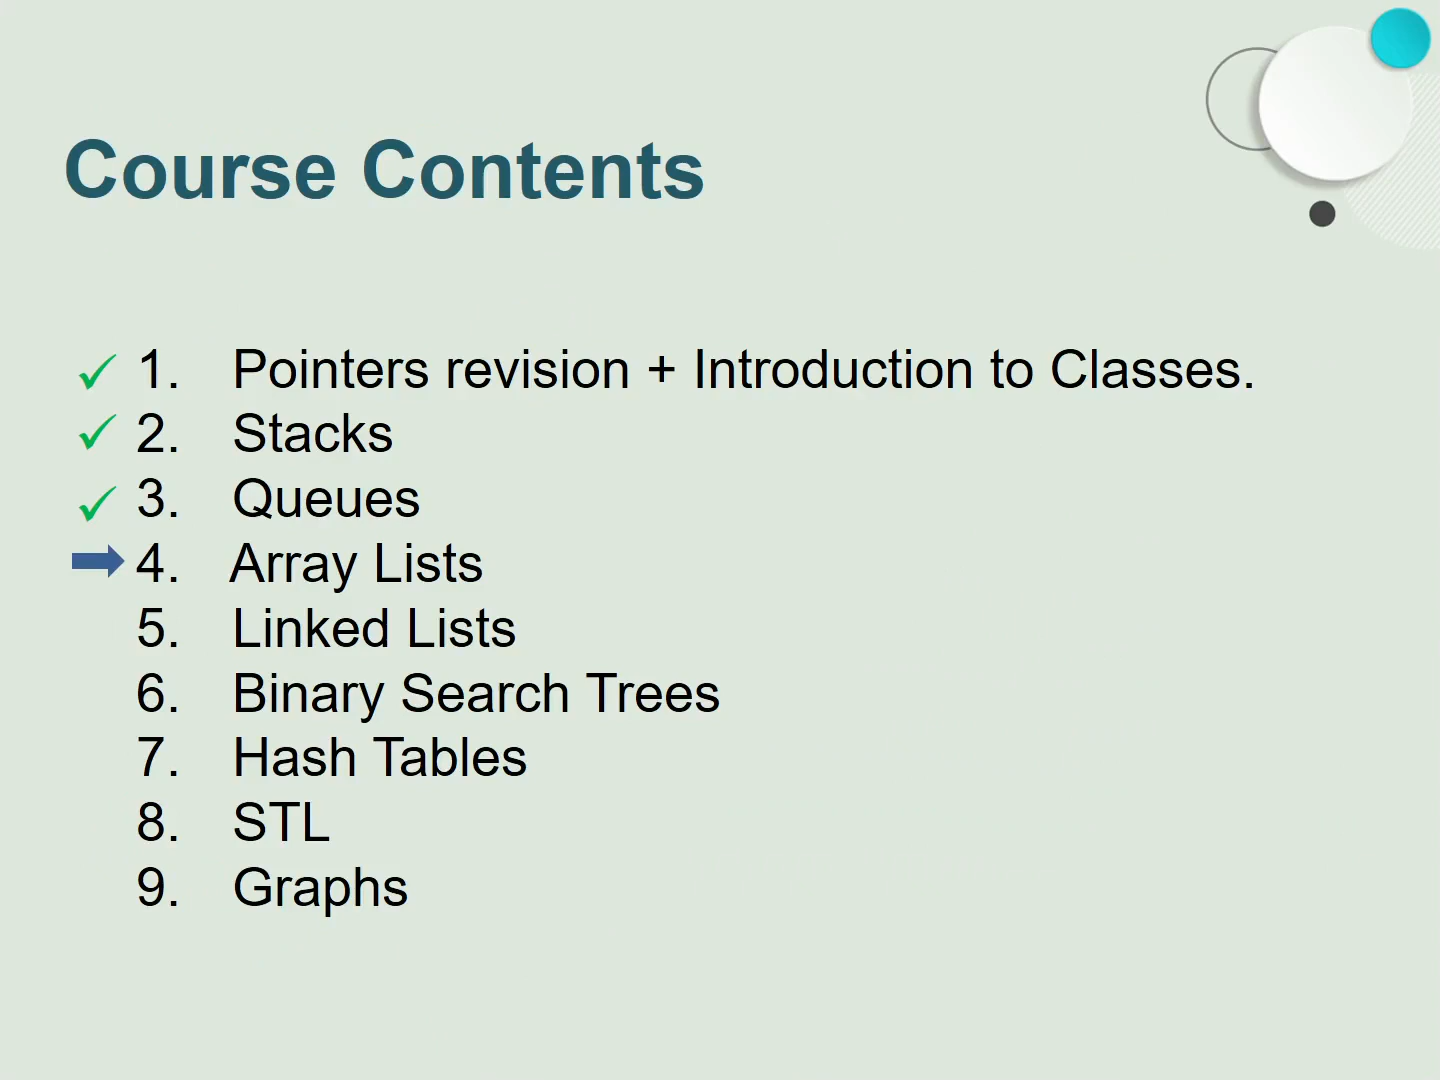 Course Contents
1. Pointers revision + Introduction to Classes.
2. Stacks
3. Queues
4. Array Lists
5. Linked Lists
6. Binary Search Trees
7. Hash Tables
8. STL
9. Graphs